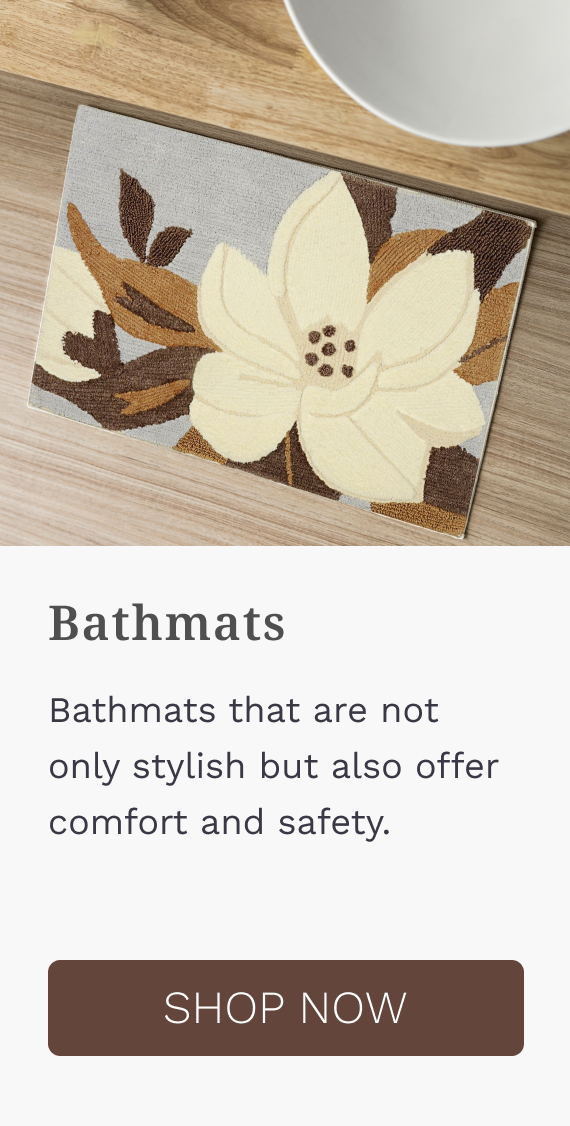 Bathmats
Bathmats that are not
only stylish but also offer
comfort and safety.
SHOP NOW